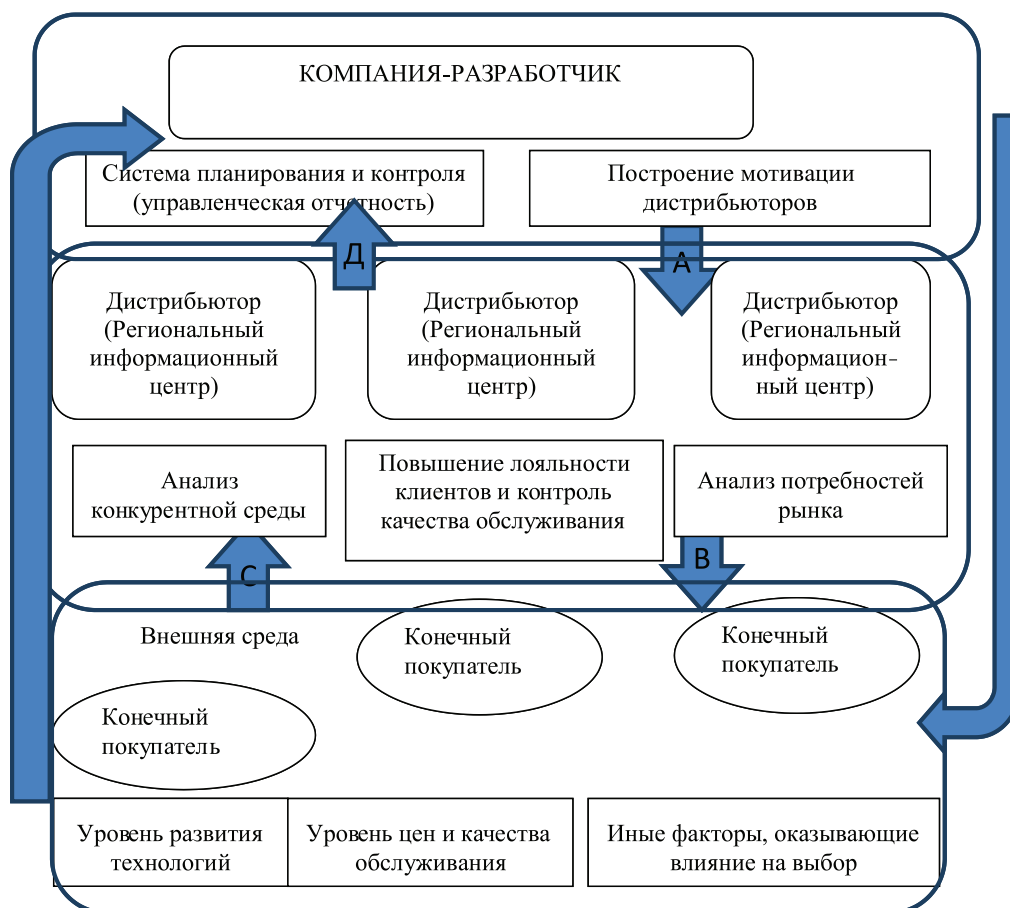 КОМПАНИЯ-РАЗРАБОТЧИК
Система планирования и контроля
(управленческая отчетность)
Построение мотивации
дистрибьюторов
Д
А
Дистрибьютор
(Региональный
информационный
центр)
Дистрибьютор
(Региональный
информационный
центр)
Дистрибьютор
(Региональный
информацион-
ный центр)
Анализ
конкурентной среды
Повышение лояльности
клиентов и контроль
качества обслуживания
Анализ потребностей
рынка
С
В
Внешняя среда
Конечный
покупатель
Конечный
покупатель
Конечный
покупатель
Уровень развития
технологий
Уровень цен и качества
обслуживания
Иные факторы, оказывающие
влияние на выбор